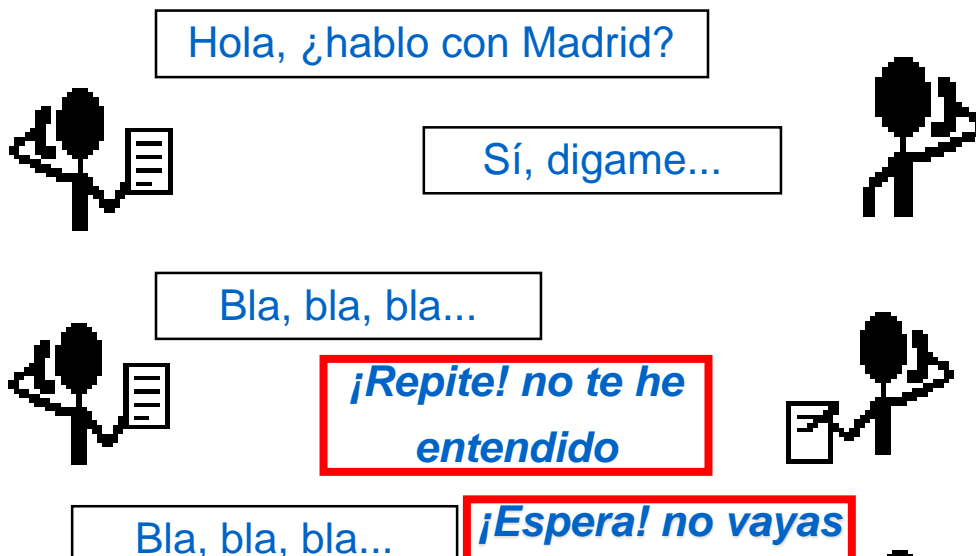 Hola, ¿hablo con Madrid?
Sí, digame...
Bla, bla, bla...
¡Repite! no te he
entendido
Bla, bla, bla...
¡Espera! no vayas